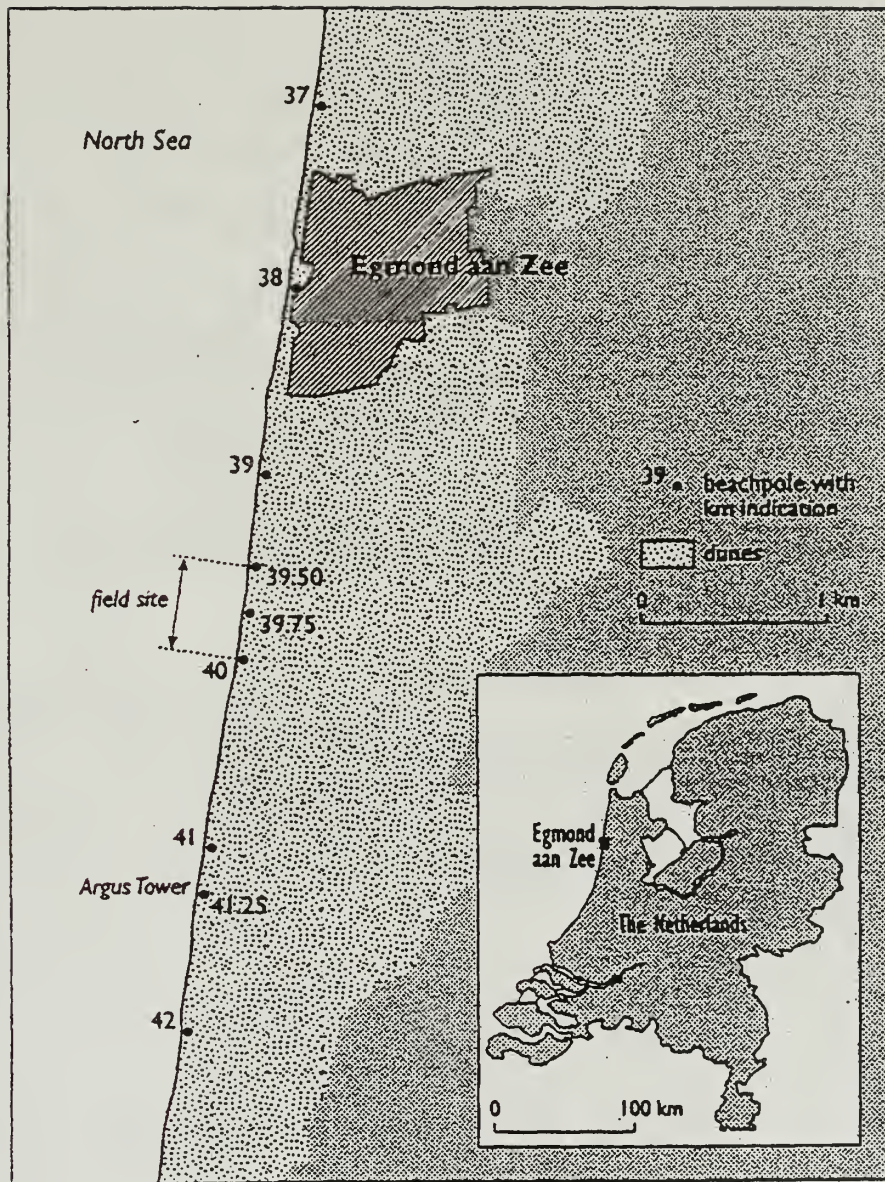 37
North Sea
Egmond aan Zee
38
39
39 beachpole with
km indication
dunes
0 1 km
39.50
field site
39.75
40
41
Argus Tower
41.25
42
Egmond
aan Zee
The Netherlands
0 100 km